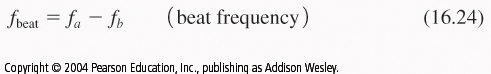 f_beat = f_a − f_b (beat frequency) (16.24)
Copyright © 2004 Pearson Education, Inc., publishing as Addison Wesley.